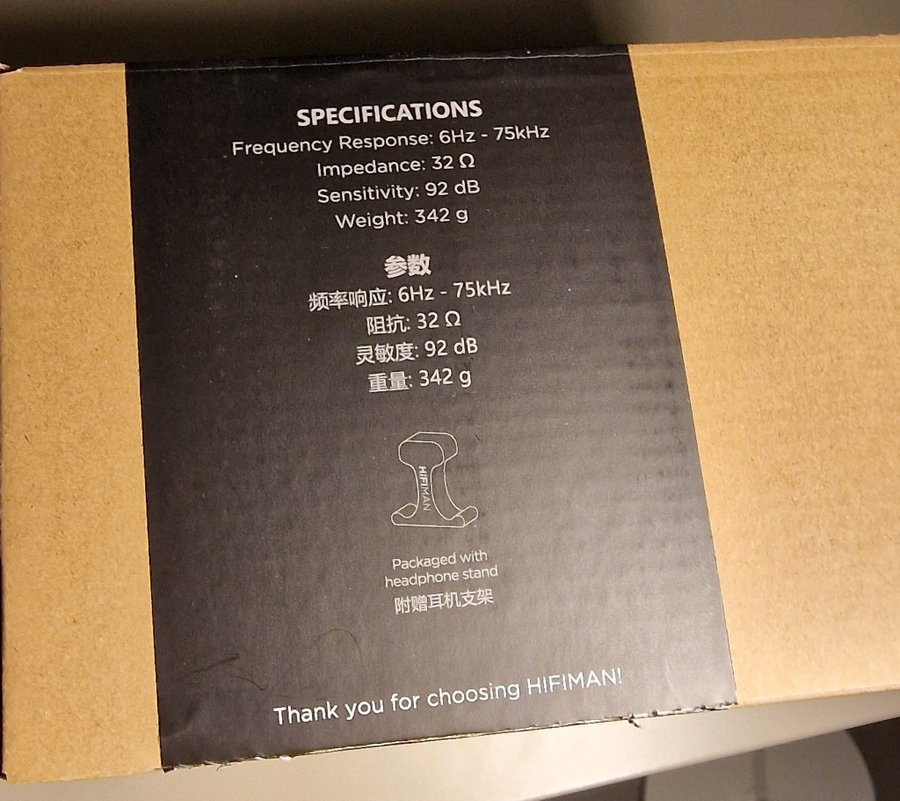 SPECIFICATIONS
Frequency Response: 6Hz - 75kHz
Impedance: 32 Ω
Sensitivity: 92 dB
Weight: 342 g
参数
频率响应: 6Hz - 75kHz
阻抗: 32 Ω
灵敏度: 92 dB
重量: 342 g
HIFIMAN
Packaged with
headphone stand
附赠耳机支架
Thank you for choosing HIFIMAN!